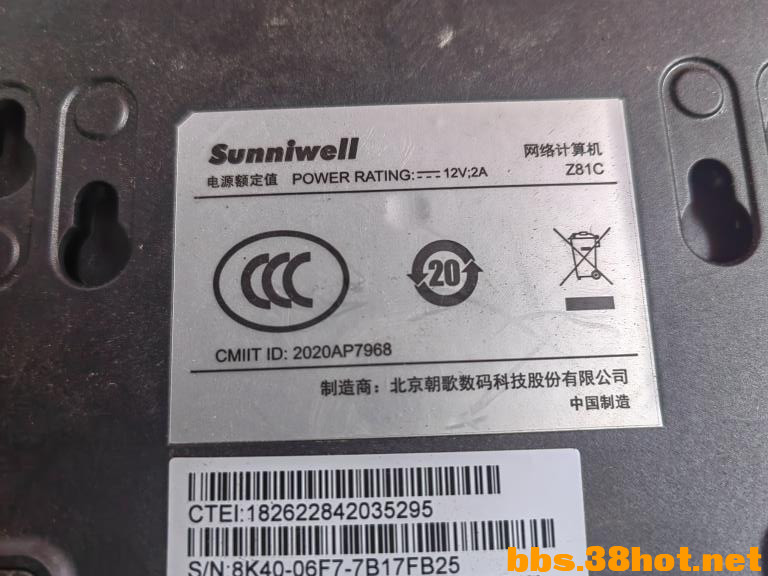 Sunniwell
网络计算机
电源额定值 POWER RATING: 12V;2A
Z81C
20
CMIIT ID: 2020AP7968
制造商：北京朝歌数码科技股份有限公司
中国制造
CTEI:182622842035295
S/N:8K40-06F7-7B17FB25
bbs.38hot.net